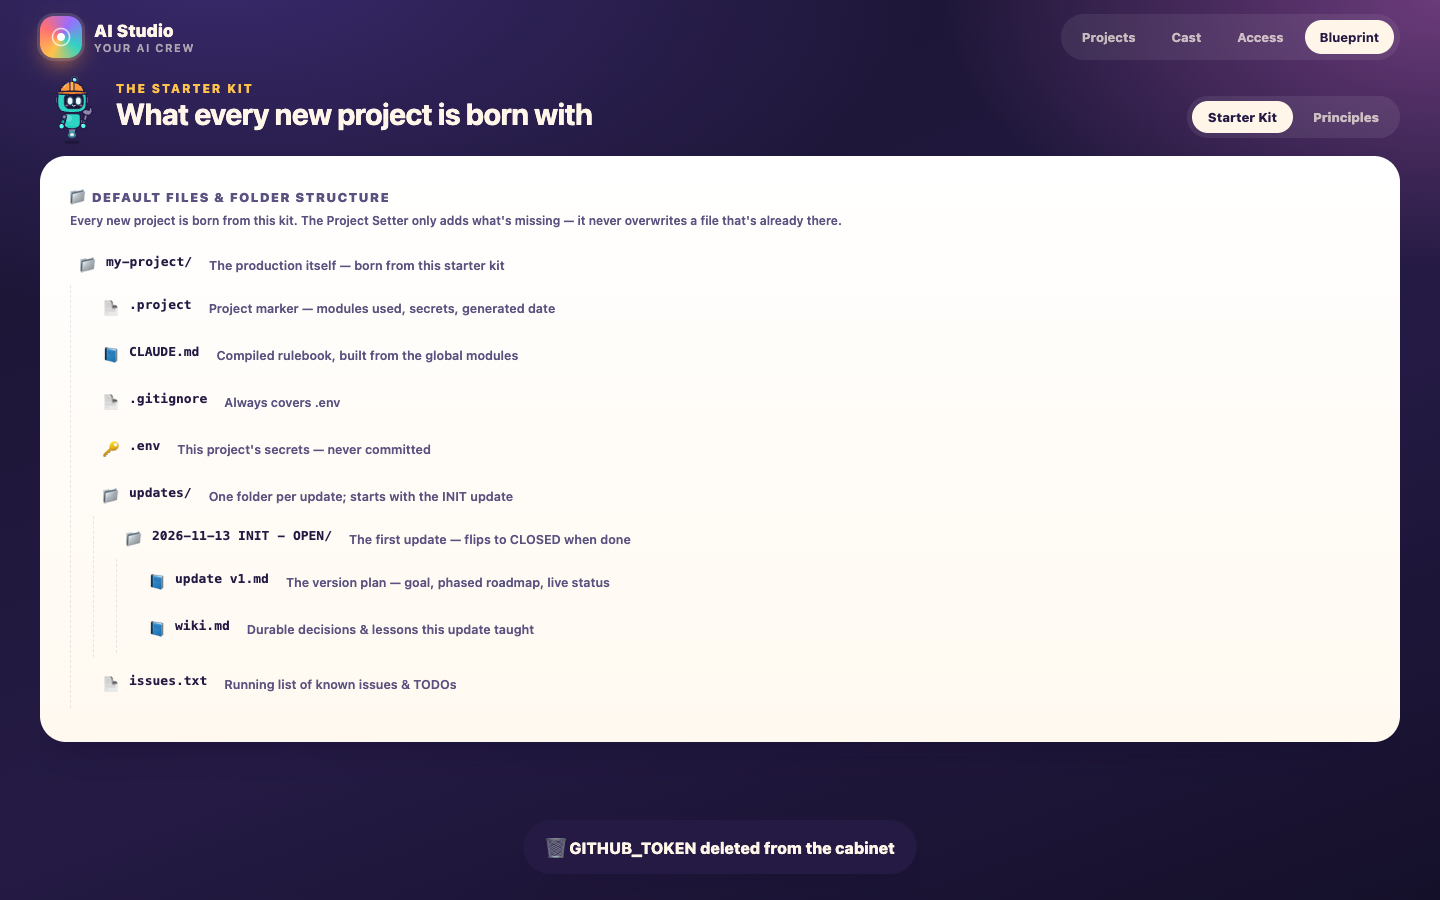 AI Studio
YOUR AI CREW
Projects
Cast
Access
Blueprint
THE STARTER KIT
What every new project is born with
Starter Kit
Principles
DEFAULT FILES & FOLDER STRUCTURE
Every new project is born from this kit. The Project Setter only adds what's missing — it never overwrites a file that's already there.
my-project/ The production itself — born from this starter kit
.project Project marker — modules used, secrets, generated date
CLAUDE.md Compiled rulebook, built from the global modules
.gitignore Always covers .env
.env This project's secrets — never committed
updates/ One folder per update; starts with the INIT update
2026-11-13 INIT - OPEN/ The first update — flips to CLOSED when done
update v1.md The version plan — goal, phased roadmap, live status
wiki.md Durable decisions & lessons this update taught
issues.txt Running list of known issues & TODOs
GITHUB_TOKEN deleted from the cabinet